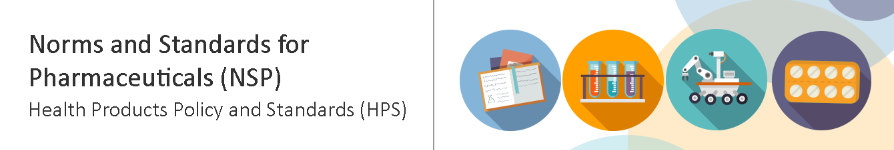 Norms and Standards for
Pharmaceuticals (NSP)
Health Products Policy and Standards (HPS)